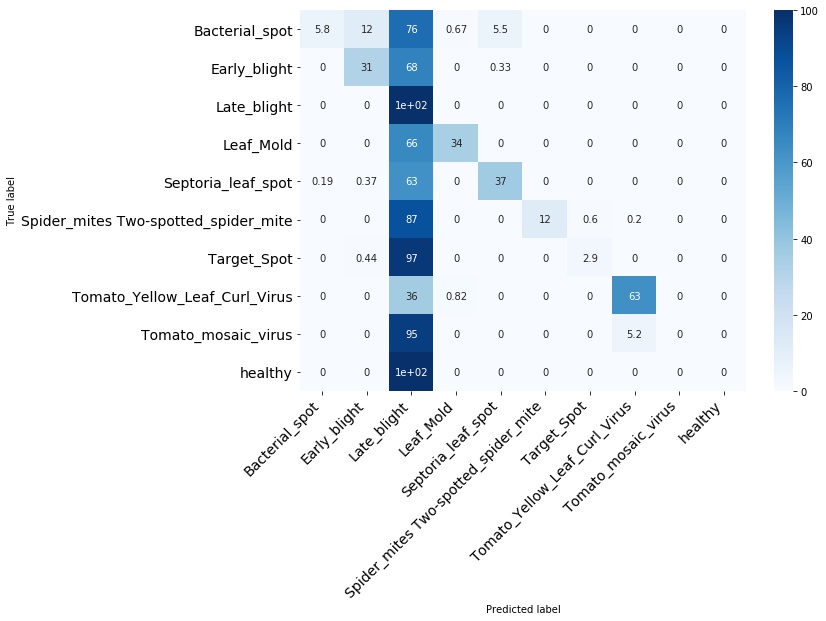 Bacterial_spot 5.8 12 76 0.67 5.5 0 0 0 0 0
Early_blight 0 31 68 0 0.33 0 0 0 0 0
Late_blight 0 0 1e+02 0 0 0 0 0 0 0
Leaf_Mold 0 0 66 34 0 0 0 0 0 0
Septoria_leaf_spot 0.19 0.37 63 0 37 0 0 0 0 0
Spider_mites Two-spotted_spider_mite 0 0 87 0 0 12 0.6 0.2 0 0
Target_Spot 0 0.44 97 0 0 0 2.9 0 0 0
Tomato_Yellow_Leaf_Curl_Virus 0 0 36 0.82 0 0 0 63 0 0
Tomato_mosaic_virus 0 0 95 0 0 0 0 5.2 0 0
healthy 0 0 1e+02 0 0 0 0 0 0 0
True label
Bacterial_spot
Early_blight
Late_blight
Leaf_Mold
Septoria_leaf_spot
Spider_mites Two-spotted_spider_mite
Target_Spot
Tomato_Yellow_Leaf_Curl_Virus
Tomato_mosaic_virus
healthy
Predicted label
100
80
60
40
20
0